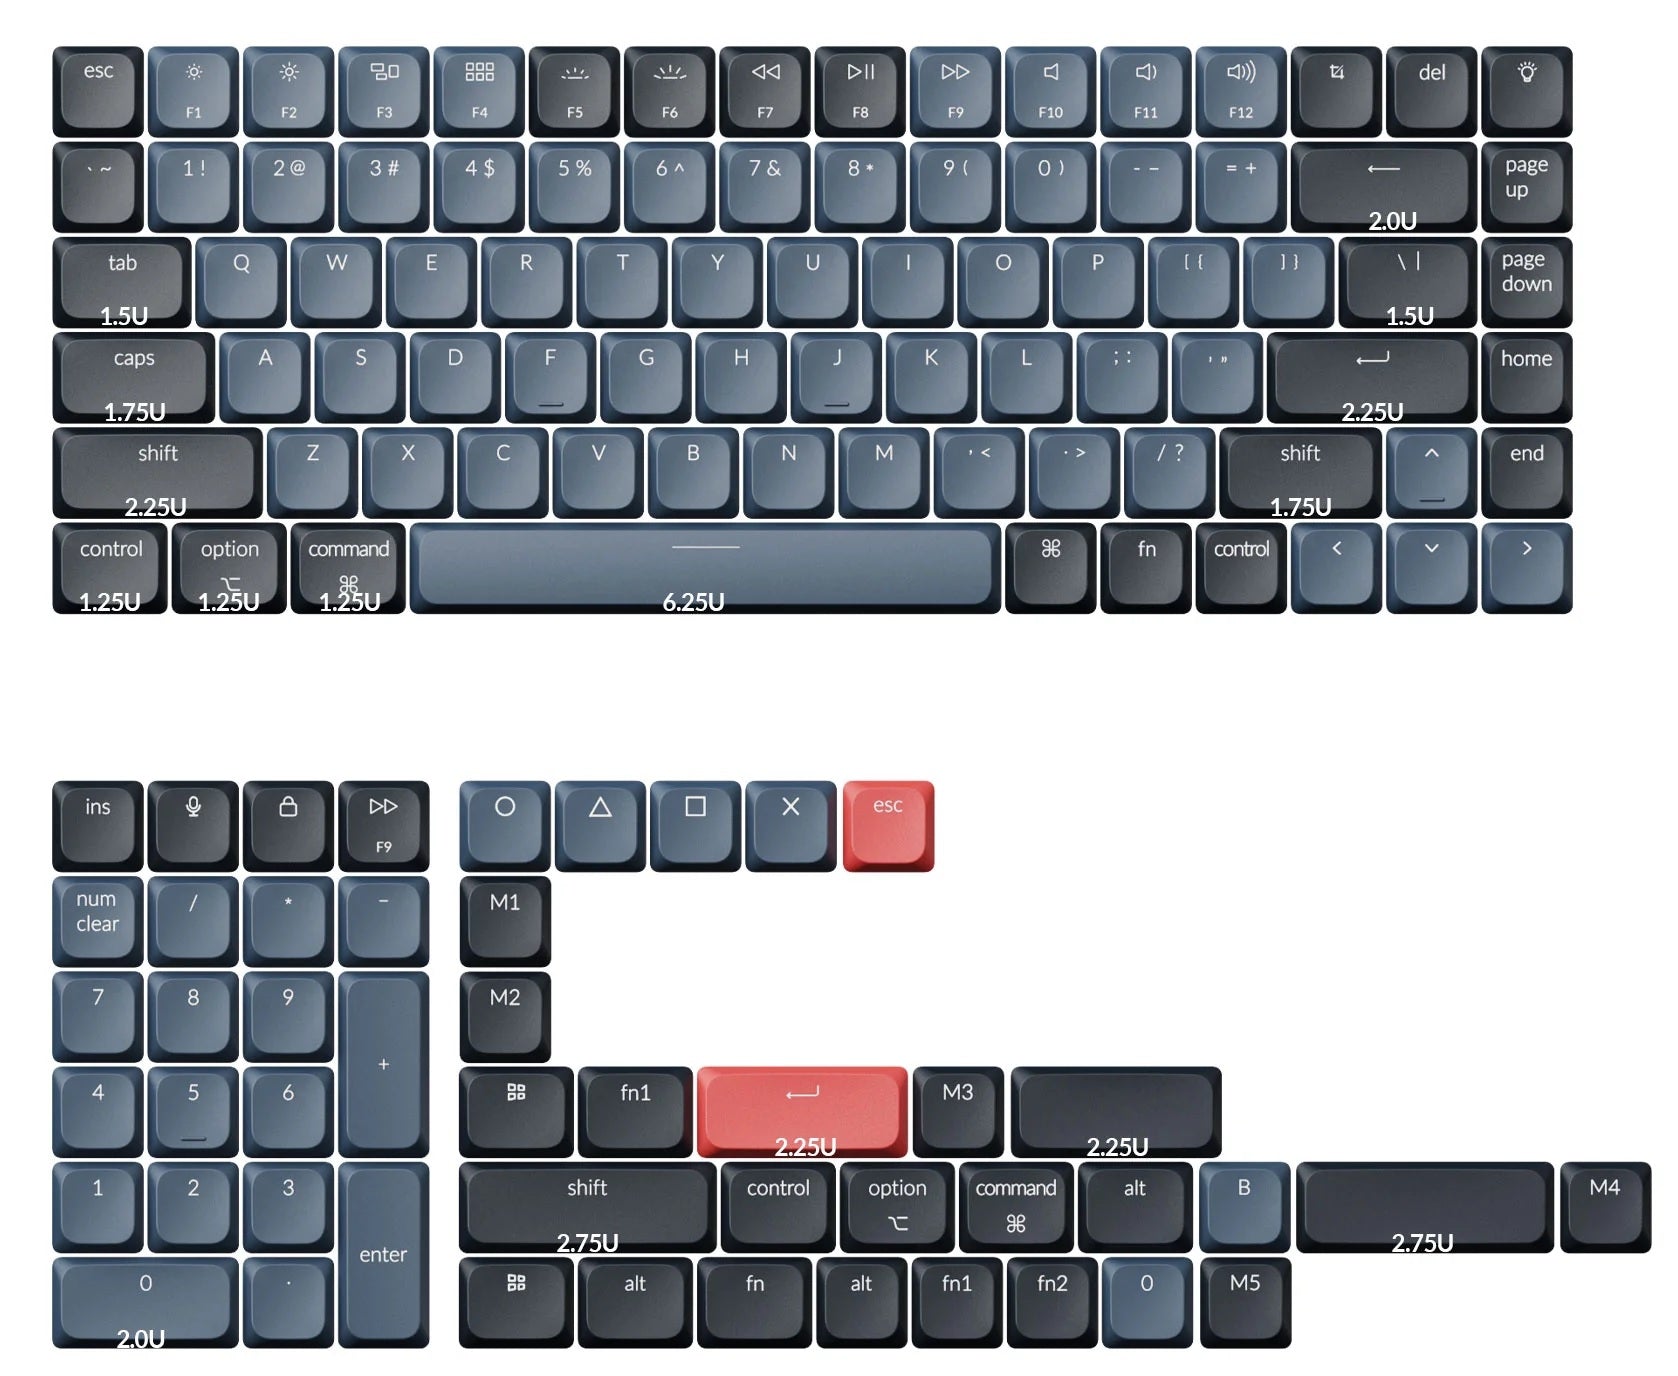 esc F1 F2 F3 F4 F5 F6 F7 F8 F9 F10 F11 F12 del
` ~ 1 ! 2 @ 3 # 4 $ 5 % 6 ^ 7 & 8 * 9 ( 0 ) - – = + ← 2.0U page up
tab 1.5U Q W E R T Y U I O P [ { ] } \ | 1.5U page down
caps 1.75U A S D F G H J K L ; : ' " 2.25U home
shift 2.25U Z X C V B N M , < . > / ? shift 1.75U ^ end
control 1.25U option ⌥ 1.25U command ⌘ 1.25U 6.25U ⌘ fn control < ⌄ >
ins F9 ○ △ □ ✕ esc
num clear / * − M1
7 8 9 + M2
4 5 6 fn1 2.25U M3 2.25U
1 2 3 enter shift 2.75U control option ⌥ command ⌘ alt B 2.75U M4
0 2.0U . alt fn alt fn1 fn2 0 M5